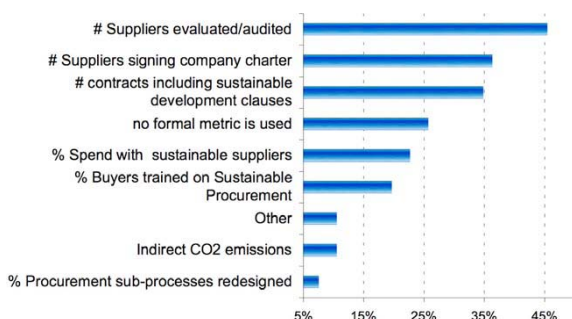 # Suppliers evaluated/audited
# Suppliers signing company charter
# contracts including sustainable
development clauses
no formal metric is used
% Spend with  sustainable suppliers
% Buyers trained on Sustainable
Procurement
Other
Indirect CO2 emissions
% Procurement sub-processes redesigned
5% 15% 25% 35% 45%